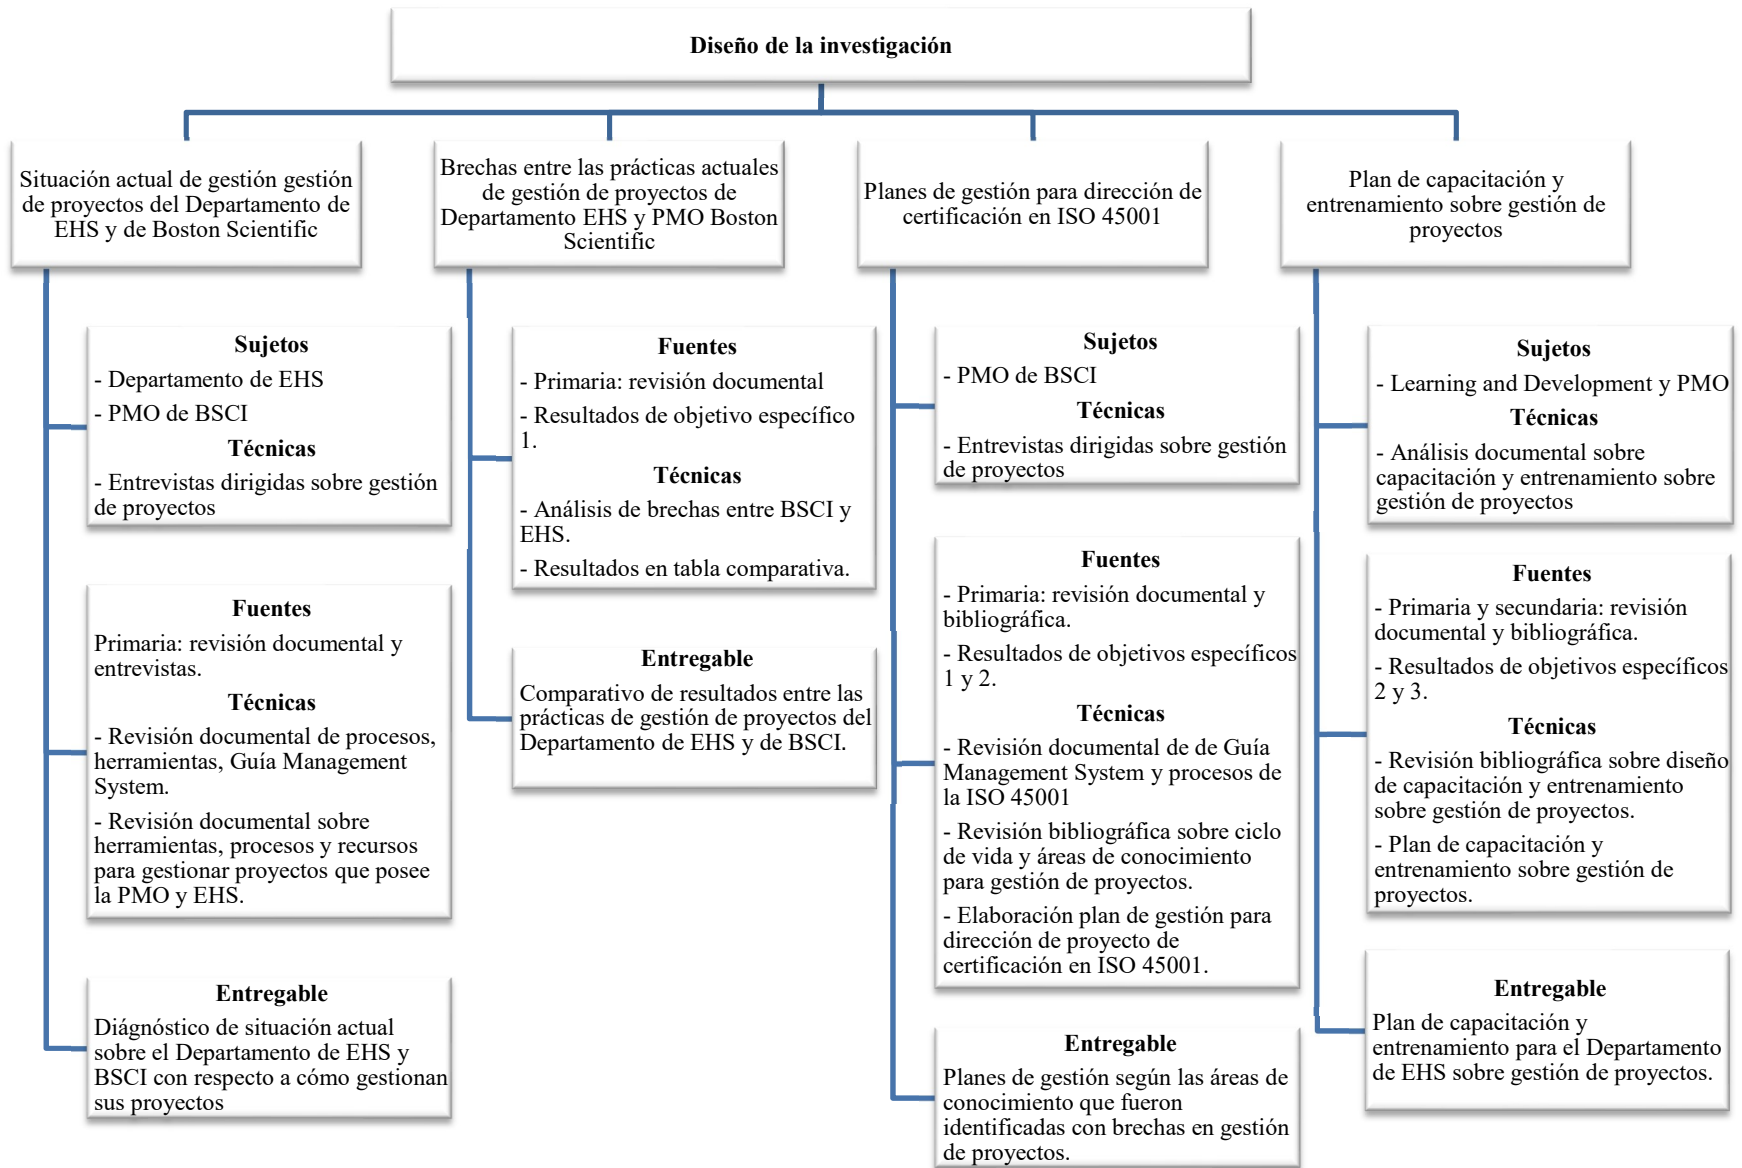 Diseño de la investigación
Situación actual de gestión gestión
de proyectos del Departamento de
EHS y de Boston Scientific
Sujetos
- Departamento de EHS
- PMO de BSCI
Técnicas
- Entrevistas dirigidas sobre gestión
de proyectos
Fuentes
Primaria: revisión documental y
entrevistas.
Técnicas
- Revisión documental de procesos,
herramientas, Guía Management
System.
- Revisión documental sobre
herramientas, procesos y recursos
para gestionar proyectos que posee
la PMO y EHS.
Entregable
Diágnóstico de situación actual
sobre el Departamento de EHS y
BSCI con respecto a cómo gestionan
sus proyectos
Brechas entre las prácticas actuales
de gestión de proyectos de
Departamento EHS y PMO Boston
Scientific
Fuentes
- Primaria: revisión documental
- Resultados de objetivo específico
1.
Técnicas
- Análisis de brechas entre BSCI y
EHS.
- Resultados en tabla comparativa.
Entregable
Comparativo de resultados entre las
prácticas de gestión de proyectos del
Departamento de EHS y de BSCI.
Planes de gestión para dirección de
certificación en ISO 45001
Sujetos
- PMO de BSCI
Técnicas
- Entrevistas dirigidas sobre gestión
de proyectos
Fuentes
- Primaria: revisión documental y
bibliográfica.
- Resultados de objetivos específicos
1 y 2.
Técnicas
- Revisión documental de de Guía
Management System y procesos de
la ISO 45001
- Revisión bibliográfica sobre ciclo
de vida y áreas de conocimiento
para gestión de proyectos.
- Elaboración plan de gestión para
dirección de proyecto de
certificación en ISO 45001.
Entregable
Planes de gestión según las áreas de
conocimiento que fueron
identificadas con brechas en gestión
de proyectos.
Plan de capacitación y
entrenamiento sobre gestión de
proyectos
Sujetos
- Learning and Development y PMO
Técnicas
- Análisis documental sobre
capacitación y entrenamiento sobre
gestión de proyectos
Fuentes
- Primaria y secundaria: revisión
documental y bibliográfica.
- Resultados de objetivos específicos
2 y 3.
Técnicas
- Revisión bibliográfica sobre diseño
de capacitación y entrenamiento
sobre gestión de proyectos.
- Plan de capacitación y
entrenamiento sobre gestión de
proyectos.
Entregable
Plan de capacitación y
entrenamiento para el Departamento
de EHS sobre gestión de proyectos.